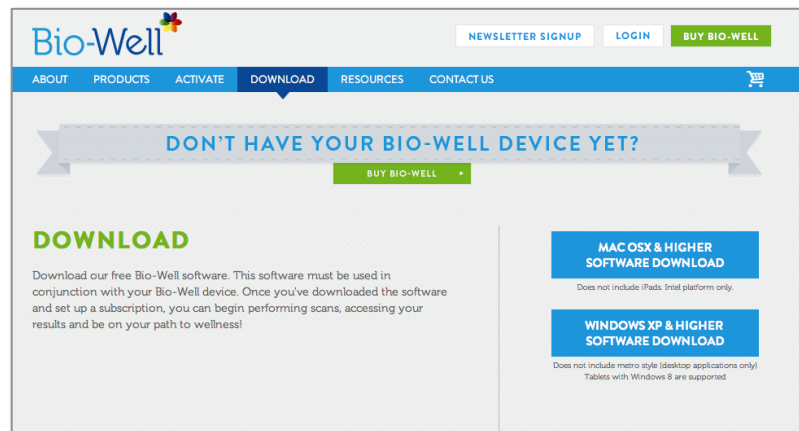 Bio-Well
NEWSLETTER SIGNUP
LOGIN
BUY BIO-WELL
ABOUT
PRODUCTS
ACTIVATE
DOWNLOAD
RESOURCES
CONTACT US
DON'T HAVE YOUR BIO-WELL DEVICE YET?
BUY BIO-WELL
DOWNLOAD
Download our free Bio-Well software. This software must be used in
conjunction with your Bio-Well device. Once you've downloaded the software
and set up a subscription, you can begin performing scans, accessing your
results and be on your path to wellness!
MAC OSX & HIGHER
SOFTWARE DOWNLOAD
Does not include iPads. Intel platform only.
WINDOWS XP & HIGHER
SOFTWARE DOWNLOAD
Does not include metro style (desktop applications only)
Tablets with Windows 8 are supported